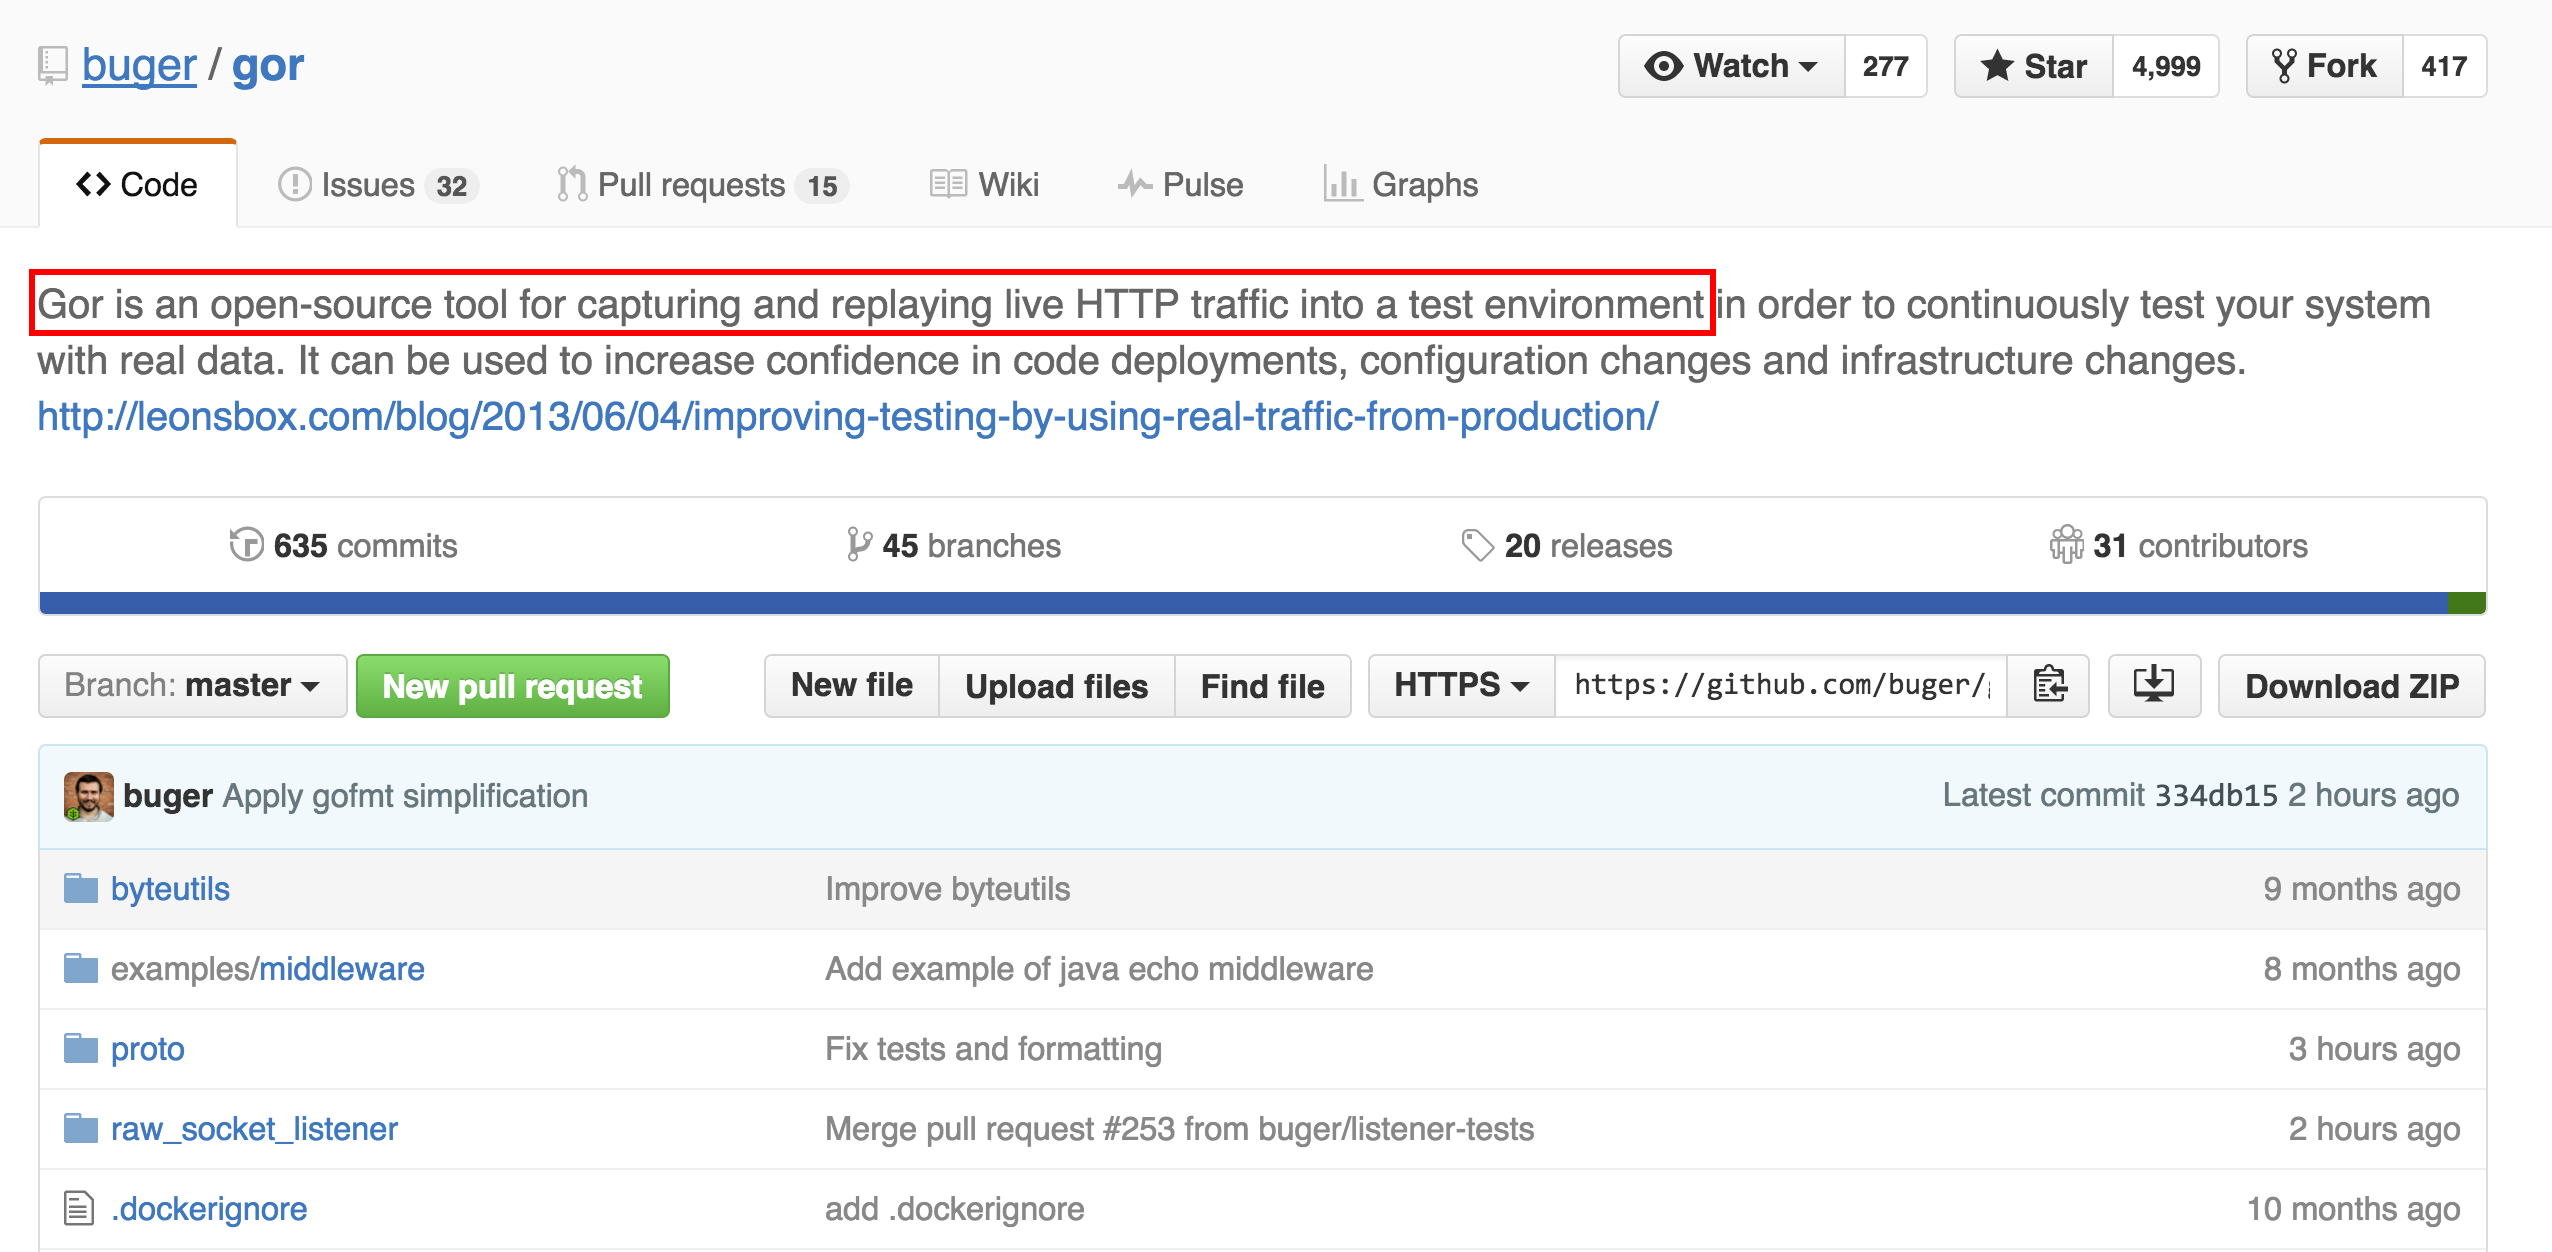 buger / gor
Watch 277 Star 4,999 Fork 417
Code Issues 32 Pull requests 15 Wiki Pulse Graphs
Gor is an open-source tool for capturing and replaying live HTTP traffic into a test environment in order to continuously test your system
with real data. It can be used to increase confidence in code deployments, configuration changes and infrastructure changes.
http://leonsbox.com/blog/2013/06/04/improving-testing-by-using-real-traffic-from-production/
635 commits 45 branches 20 releases 31 contributors
Branch: master New pull request New file Upload files Find file HTTPS https://github.com/buger/ Download ZIP
buger Apply gofmt simplification Latest commit 334db15 2 hours ago
byteutils Improve byteutils 9 months ago
examples/middleware Add example of java echo middleware 8 months ago
proto Fix tests and formatting 3 hours ago
raw_socket_listener Merge pull request #253 from buger/listener-tests 2 hours ago
.dockerignore add .dockerignore 10 months ago